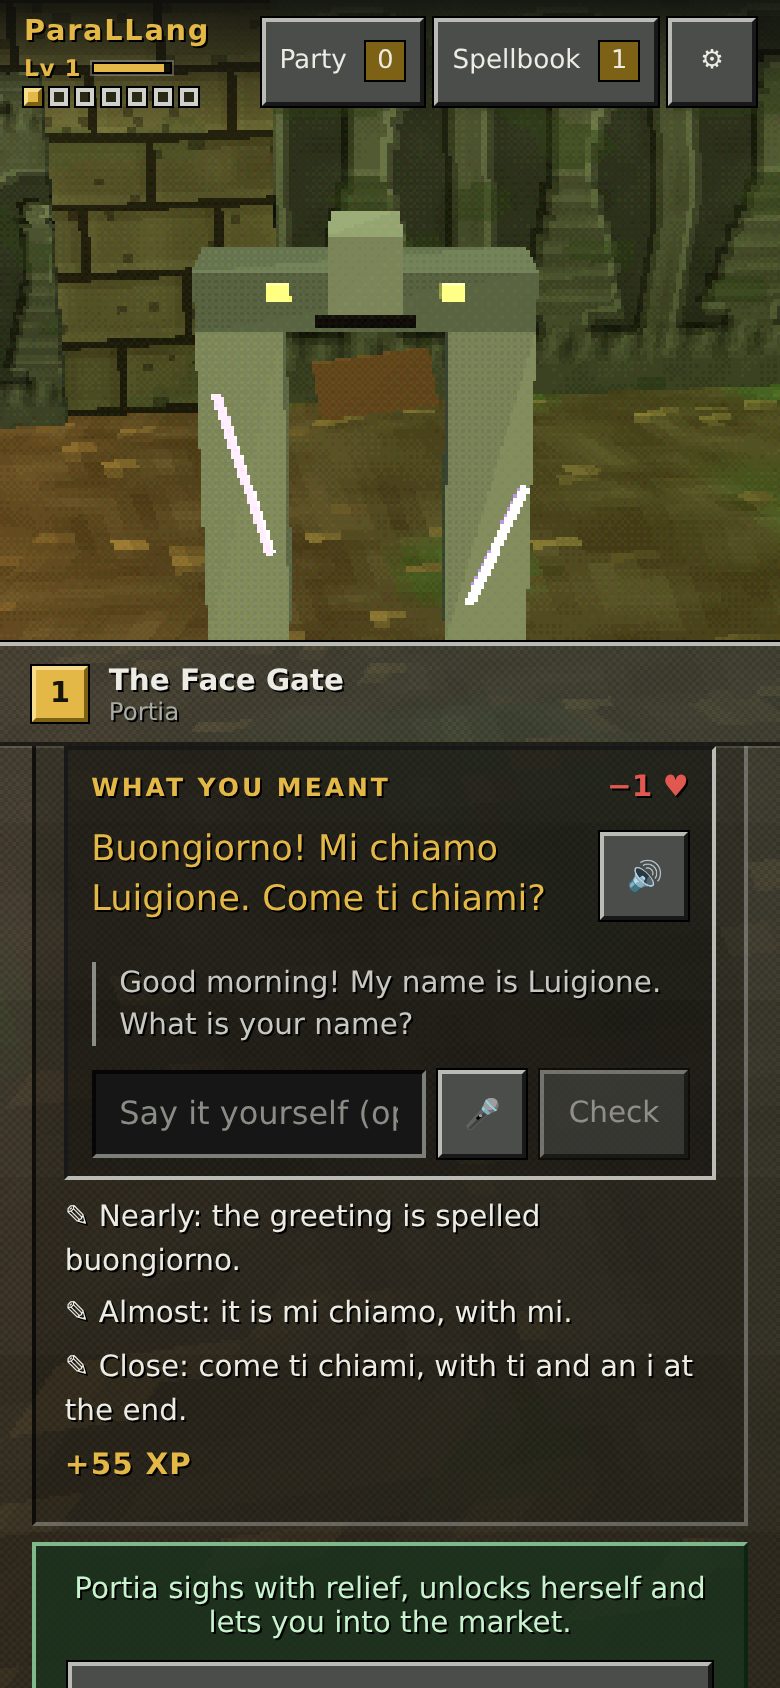 ParaLLang
Lv 1
Party 0
Spellbook 1
1
The Face Gate
Portia
WHAT YOU MEANT
−1 ♥
Buongiorno! Mi chiamo
Luigione. Come ti chiami?
Good morning! My name is Luigione.
What is your name?
Say it yourself (op
Check
✎ Nearly: the greeting is spelled
buongiorno.
✎ Almost: it is mi chiamo, with mi.
✎ Close: come ti chiami, with ti and an i at
the end.
+55 XP
Portia sighs with relief, unlocks herself and
lets you into the market.